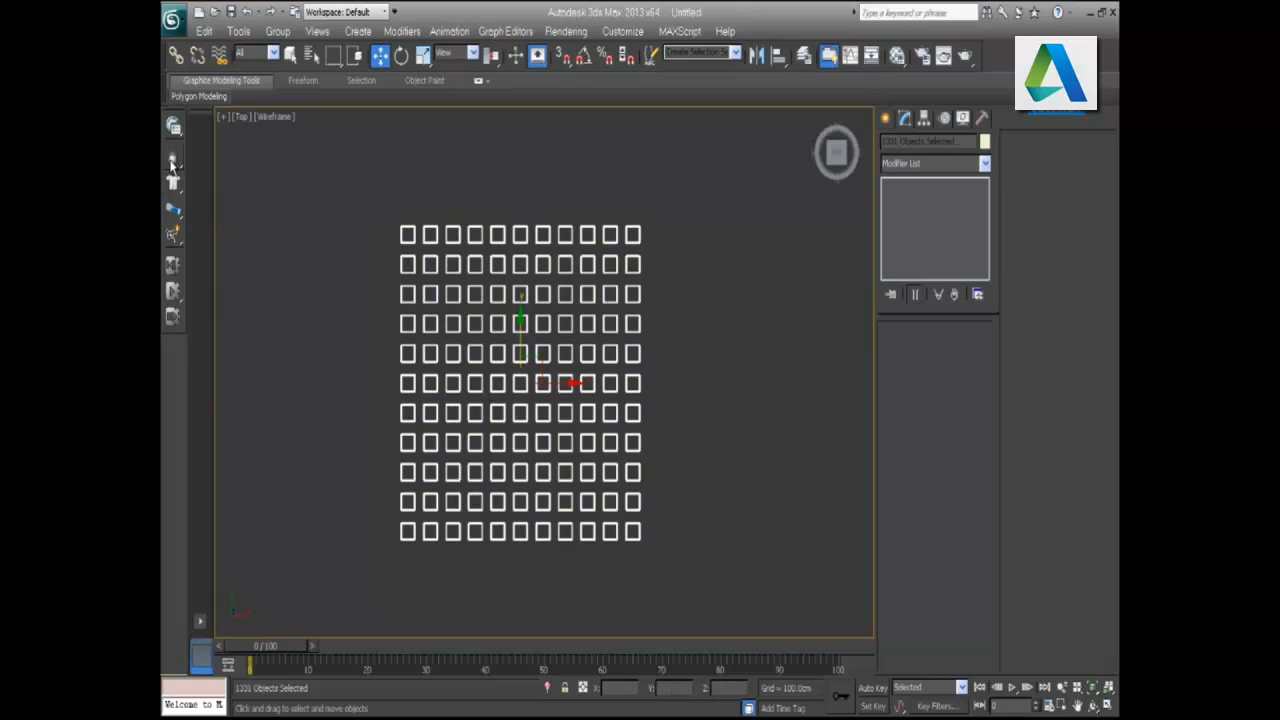 Workspace: Default
Autodesk 3ds Max 2013 x64 Untitled
Type a keyword or phrase
Edit Tools Group Views Create Modifiers Animation Graph Editors Rendering Customize MAXScript Help
All
View
Create Selection Se
Graphite Modeling Tools Freeform Selection Object Paint
Polygon Modeling
[+] [Top] [Wireframe]
1331 Objects Selected
Modifier List
0 / 100
0 10 20 30 40 50 60 70 80 90 100
1331 Objects Selected
X: Y: Z: Grid = 100.0cm
Auto Key Selected
Welcome to M
Click and drag to select and move objects
Add Time Tag
Set Key Key Filters... 0